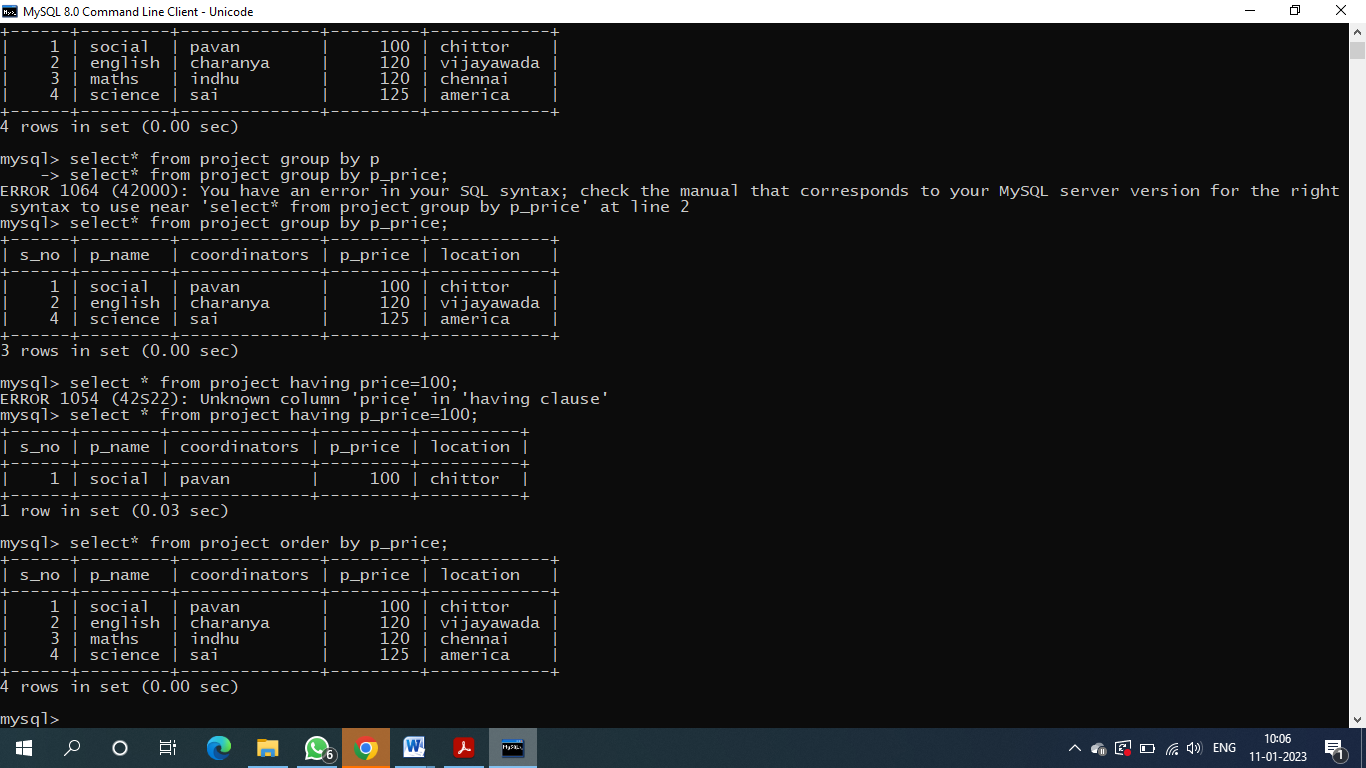 MySQL 8.0 Command Line Client - Unicode
+------+---------+--------------+---------+------------+
|    1 | social  | pavan        |     100 | chittor    |
|    2 | english | charanya     |     120 | vijayawada |
|    3 | maths   | indhu        |     120 | chennai    |
|    4 | science | sai          |     125 | america    |
+------+---------+--------------+---------+------------+
4 rows in set (0.00 sec)
mysql> select* from project group by p
    -> select* from project group by p_price;
ERROR 1064 (42000): You have an error in your SQL syntax; check the manual that corresponds to your MySQL server version for the right
 syntax to use near 'select* from project group by p_price' at line 2
mysql> select* from project group by p_price;
+------+---------+--------------+---------+------------+
| s_no | p_name  | coordinators | p_price | location   |
+------+---------+--------------+---------+------------+
|    1 | social  | pavan        |     100 | chittor    |
|    2 | english | charanya     |     120 | vijayawada |
|    4 | science | sai          |     125 | america    |
+------+---------+--------------+---------+------------+
3 rows in set (0.00 sec)
mysql> select * from project having price=100;
ERROR 1054 (42S22): Unknown column 'price' in 'having clause'
mysql> select * from project having p_price=100;
+------+--------+--------------+---------+----------+
| s_no | p_name | coordinators | p_price | location |
+------+--------+--------------+---------+----------+
|    1 | social | pavan        |     100 | chittor  |
+------+--------+--------------+---------+----------+
1 row in set (0.03 sec)
mysql> select* from project order by p_price;
+------+---------+--------------+---------+------------+
| s_no | p_name  | coordinators | p_price | location   |
+------+---------+--------------+---------+------------+
|    1 | social  | pavan        |     100 | chittor    |
|    2 | english | charanya     |     120 | vijayawada |
|    3 | maths   | indhu        |     120 | chennai    |
|    4 | science | sai          |     125 | america    |
+------+---------+--------------+---------+------------+
4 rows in set (0.00 sec)
mysql>
6
ENG
10:06
11-01-2023
1